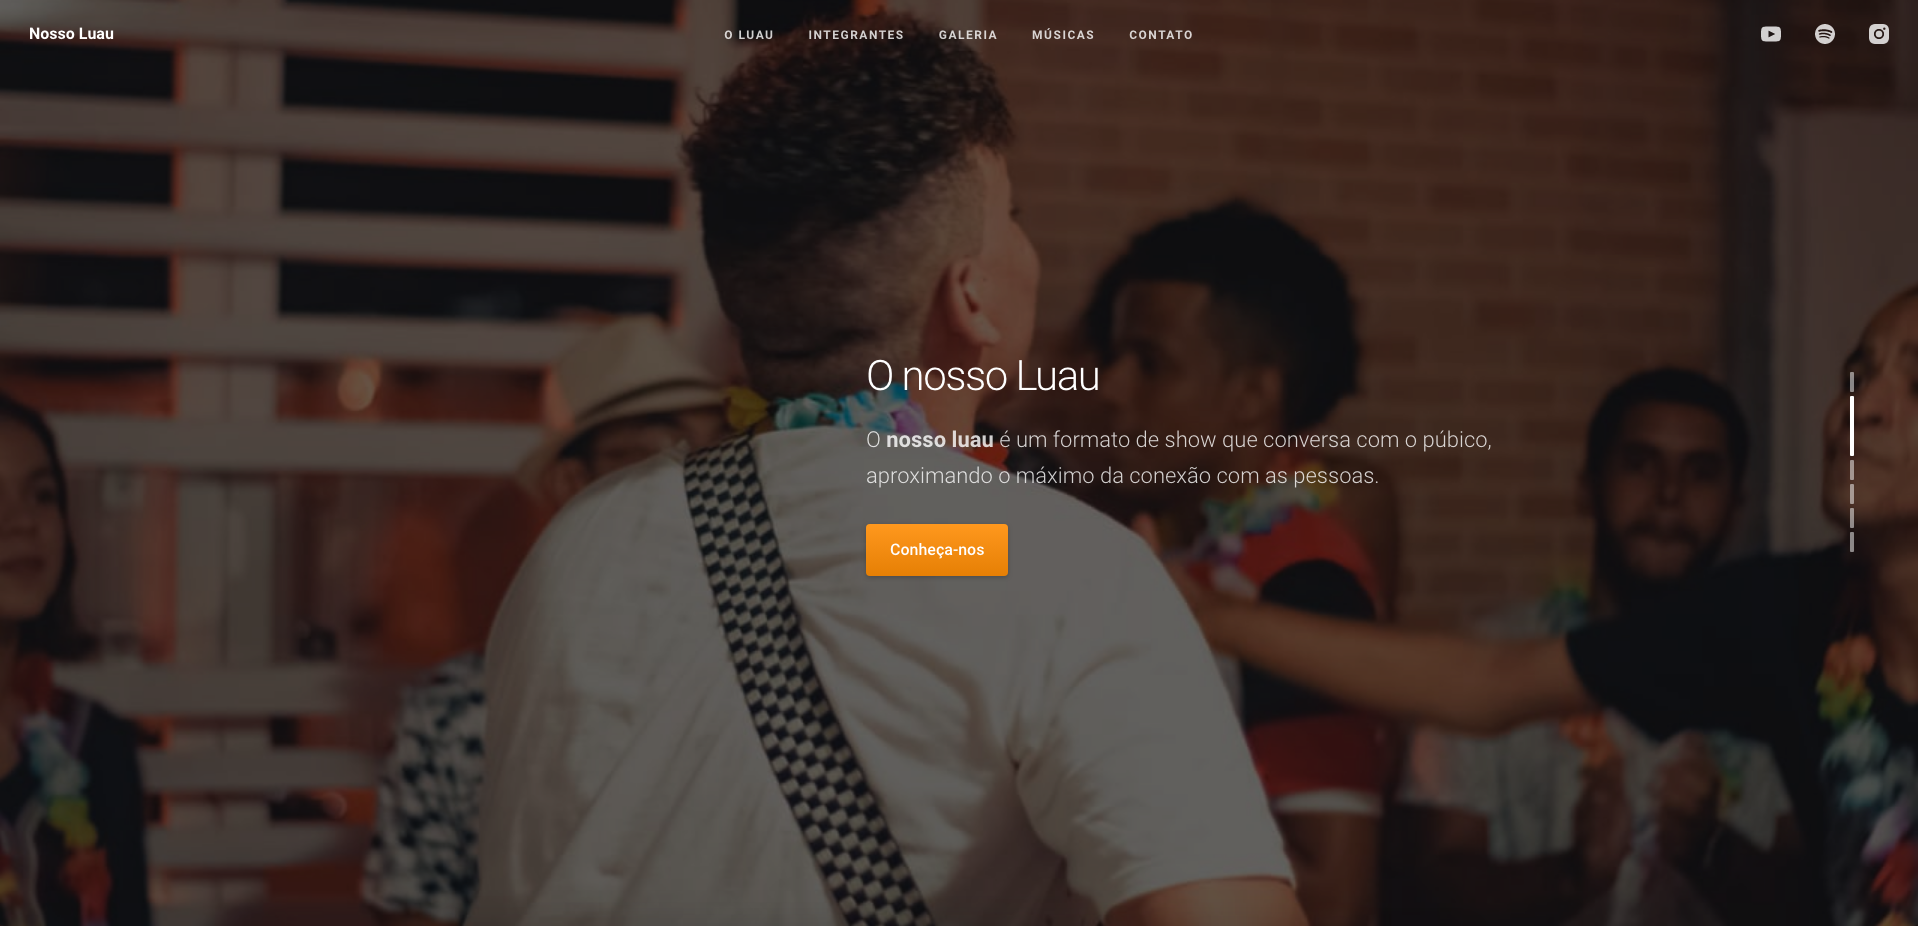 Nosso Luau
O LUAU
INTEGRANTES
GALERIA
MÚSICAS
CONTATO
O nosso Luau
O nosso luau é um formato de show que conversa com o púbico,
aproximando o máximo da conexão com as pessoas.
Conheça-nos